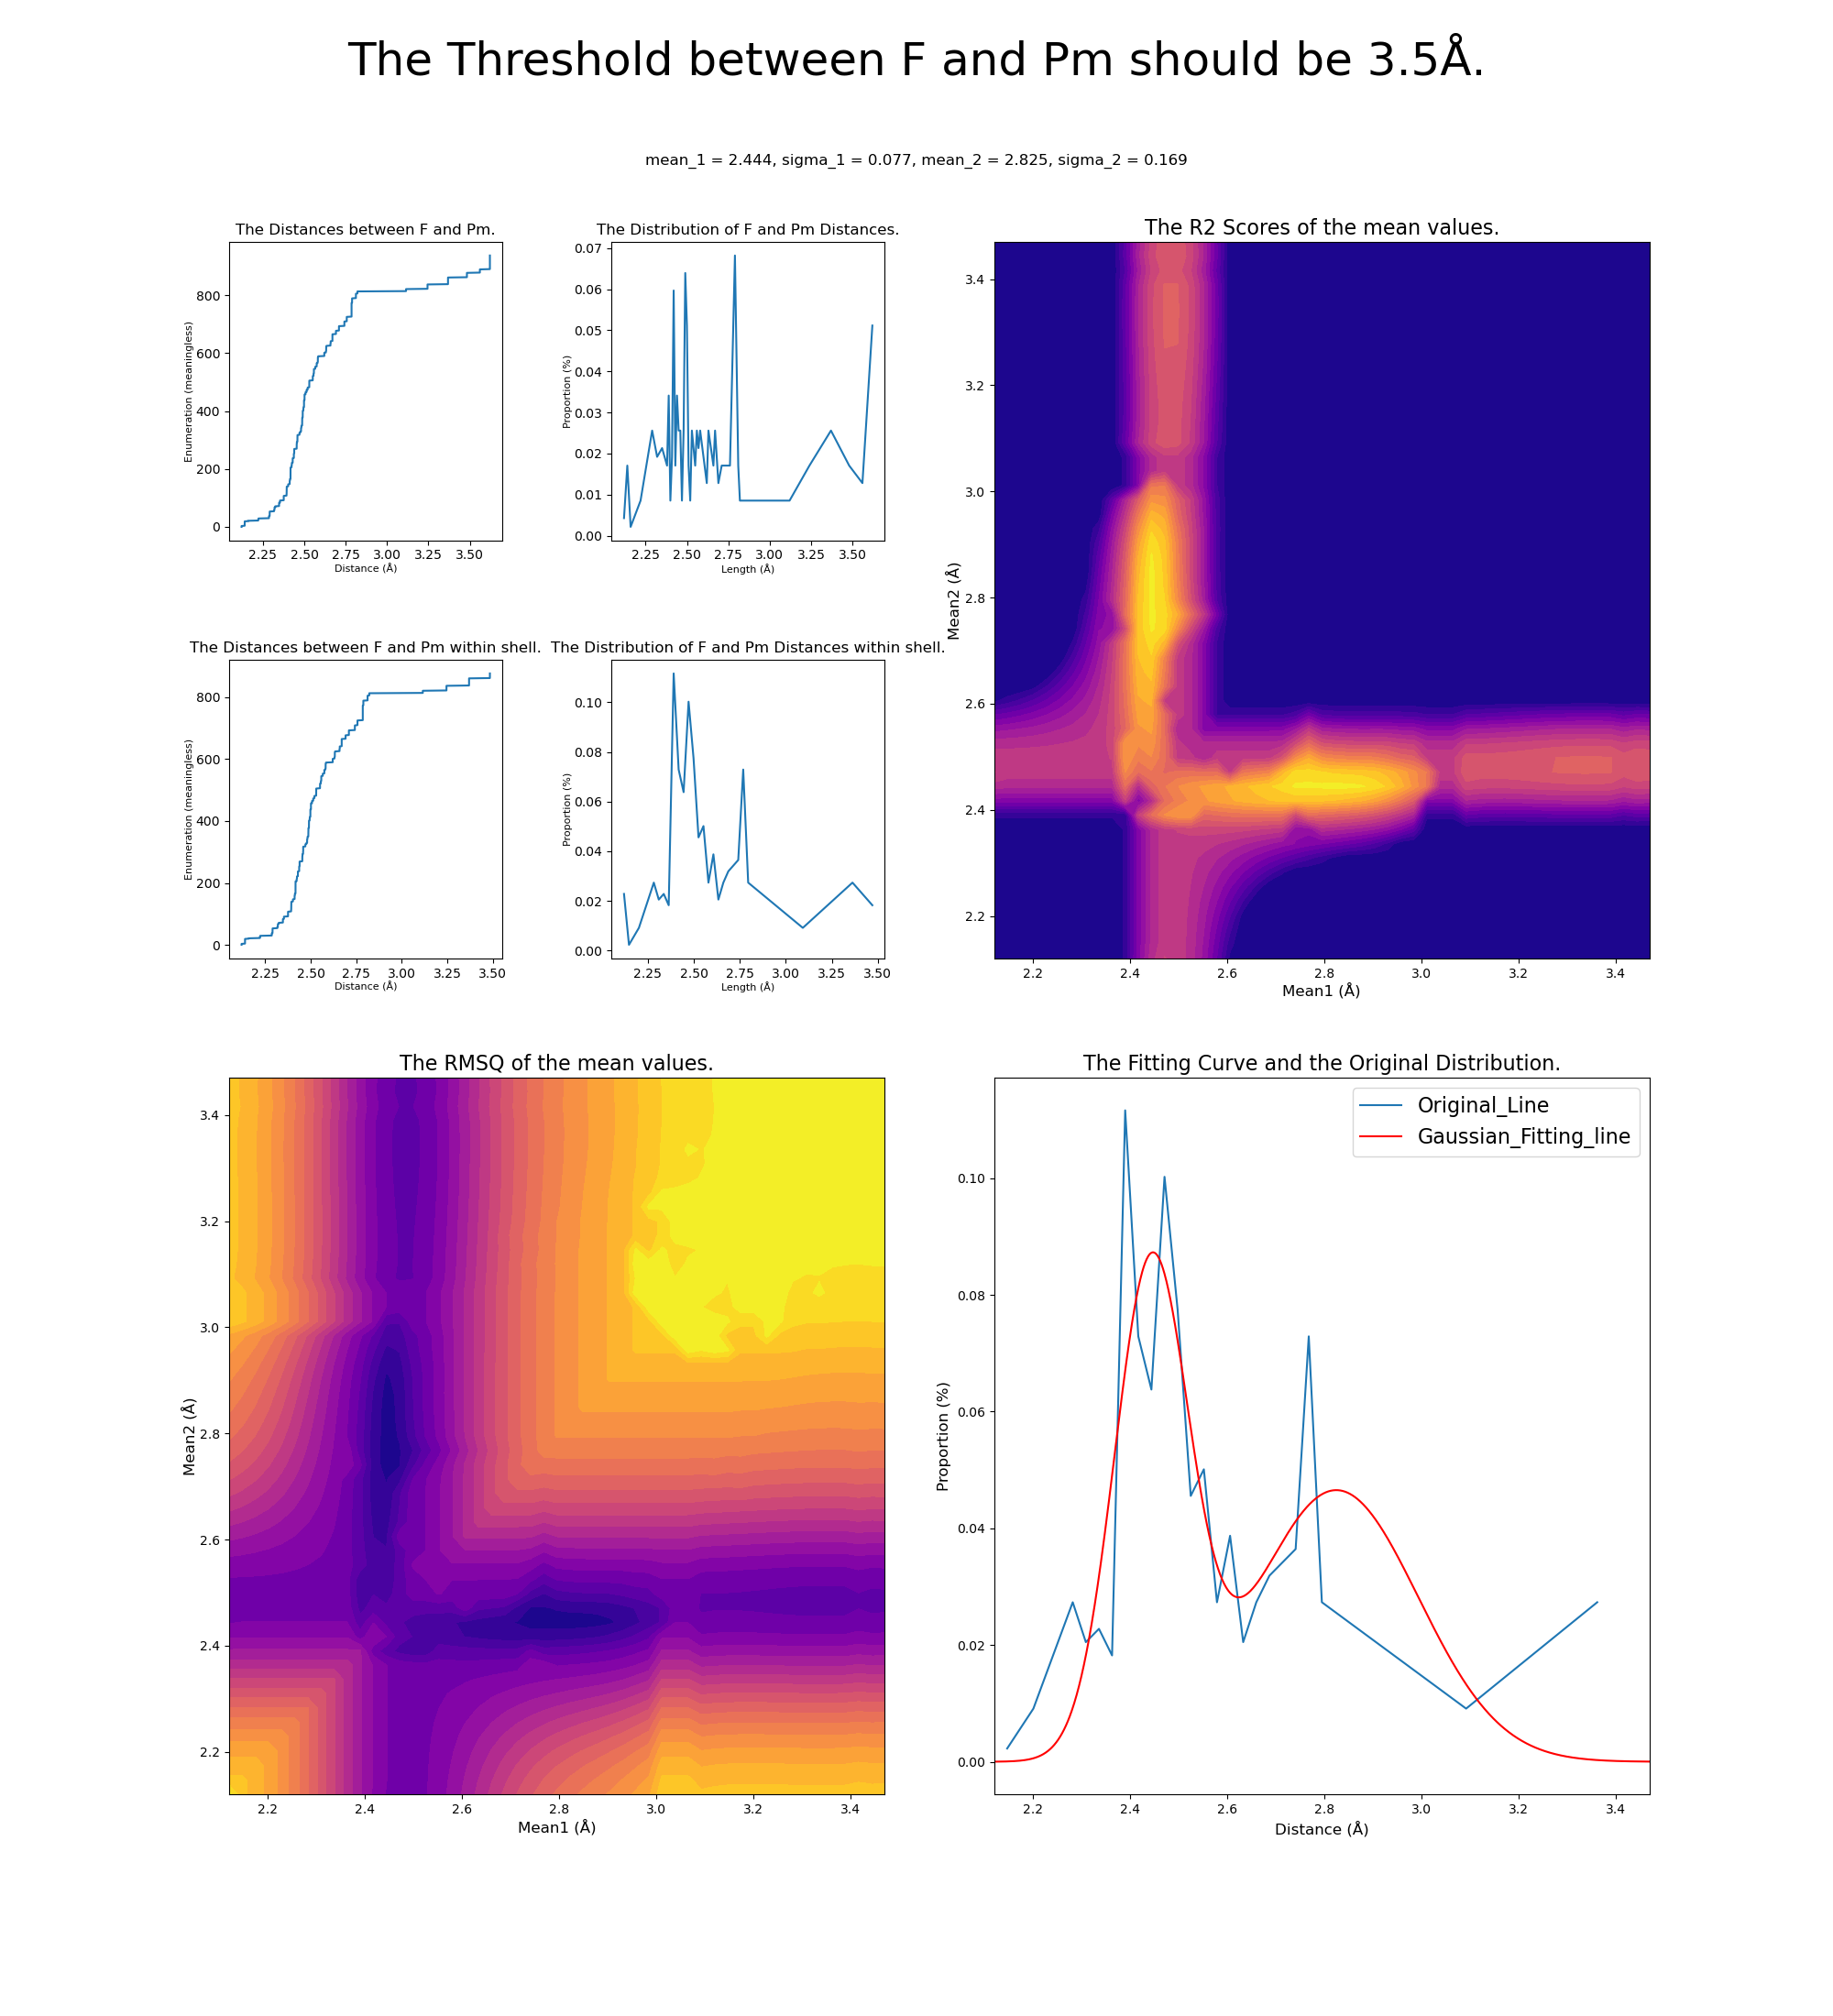 The Threshold between F and Pm should be 3.5Å.
mean_1 = 2.444, sigma_1 = 0.077, mean_2 = 2.825, sigma_2 = 0.169
The Distances between F and Pm.
Enumeration (meaningless)
800
600
400
200
0
2.25 2.50 2.75 3.00 3.25 3.50
Distance (Å)
The Distribution of F and Pm Distances.
Proportion (%)
0.07
0.06
0.05
0.04
0.03
0.02
0.01
0.00
2.25 2.50 2.75 3.00 3.25 3.50
Length (Å)
The R2 Scores of the mean values.
Mean2 (Å)
3.4
3.2
3.0
2.8
2.6
2.4
2.2
2.2 2.4 2.6 2.8 3.0 3.2 3.4
Mean1 (Å)
The Distances between F and Pm within shell.
Enumeration (meaningless)
800
600
400
200
0
2.25 2.50 2.75 3.00 3.25 3.50
Distance (Å)
The Distribution of F and Pm Distances within shell.
Proportion (%)
0.10
0.08
0.06
0.04
0.02
0.00
2.25 2.50 2.75 3.00 3.25 3.50
Length (Å)
The RMSQ of the mean values.
Mean2 (Å)
3.4
3.2
3.0
2.8
2.6
2.4
2.2
2.2 2.4 2.6 2.8 3.0 3.2 3.4
Mean1 (Å)
The Fitting Curve and the Original Distribution.
Original_Line
Gaussian_Fitting_line
Proportion (%)
0.10
0.08
0.06
0.04
0.02
0.00
2.2 2.4 2.6 2.8 3.0 3.2 3.4
Distance (Å)